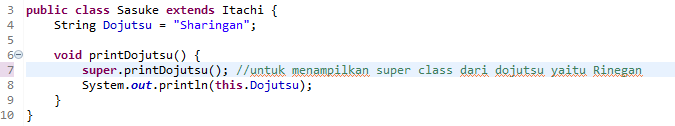 3 public class Sasuke extends Itachi {
4     String Dojutsu = "Sharingan";
5
6     void printDojutsu() {
7         super.printDojutsu(); //untuk menampilkan super class dari dojutsu yaitu Rinegan
8         System.out.println(this.Dojutsu);
9     }
10 }